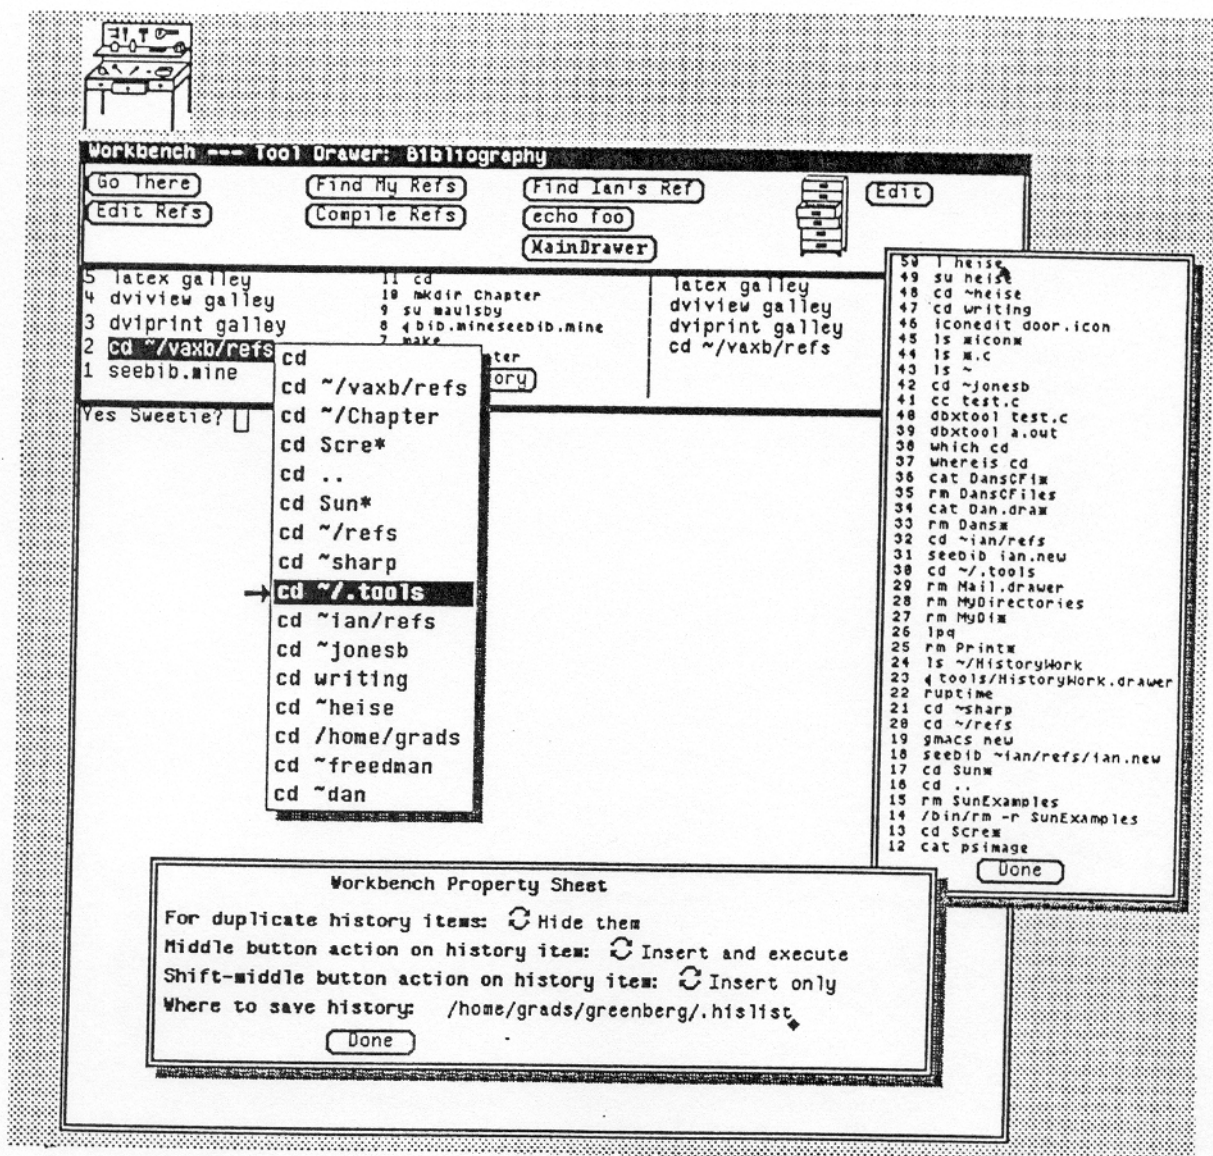 Workbench --- Tool Drawer: Bibliography
Go There
Find My Refs
Find Ian's Ref
Edit
Edit Refs
Compile Refs
echo foo
MainDrawer
5 latex galley
4 dviview galley
3 dviprint galley
2 cd ~/vaxb/refs
1 seebib.mine
11 cd
10 mkdir Chapter
9 su maulsby
8 bib.mineseebib.mine
7 make
latex galley
dviview galley
dviprint galley
cd ~/vaxb/refs
Yes Sweetie?
cd
cd ~/vaxb/refs
cd ~/Chapter
cd Scre*
cd ..
cd Sun*
cd ~/refs
cd ~sharp
cd ~/.tools
cd ~ian/refs
cd ~jonesb
cd writing
cd ~heise
cd /home/grads
cd ~freedman
cd ~dan
50 l heise
49 su heise
48 cd ~heise
47 cd writing
46 iconedit door.icon
45 ls *icon*
44 ls *.c
43 ls ~
42 cd ~jonesb
41 cc test.c
40 dbxtool test.c
39 dbxtool a.out
38 which cd
37 whereis cd
36 cat DansCFi*
35 rm DansCFiles
34 cat Dan.dra*
33 rm Dans*
32 cd ~ian/refs
31 seebib ian.new
30 cd ~/.tools
29 rm Mail.drawer
28 rm MyDirectories
27 rm MyDi*
26 lpq
25 rm Print*
24 ls ~/HistoryWork
23 tools/HistoryWork.drawer
22 ruptime
21 cd ~sharp
20 cd ~/refs
19 gmacs new
18 seebib ~ian/refs/ian.new
17 cd Sun*
16 cd ..
15 rm SunExamples
14 /bin/rm -r SunExamples
13 cd Scre*
12 cat psimage
Done
Workbench Property Sheet
For duplicate history items: Hide them
Middle button action on history item: Insert and execute
Shift-middle button action on history item: Insert only
Where to save history: /home/grads/greenberg/.hislist
Done